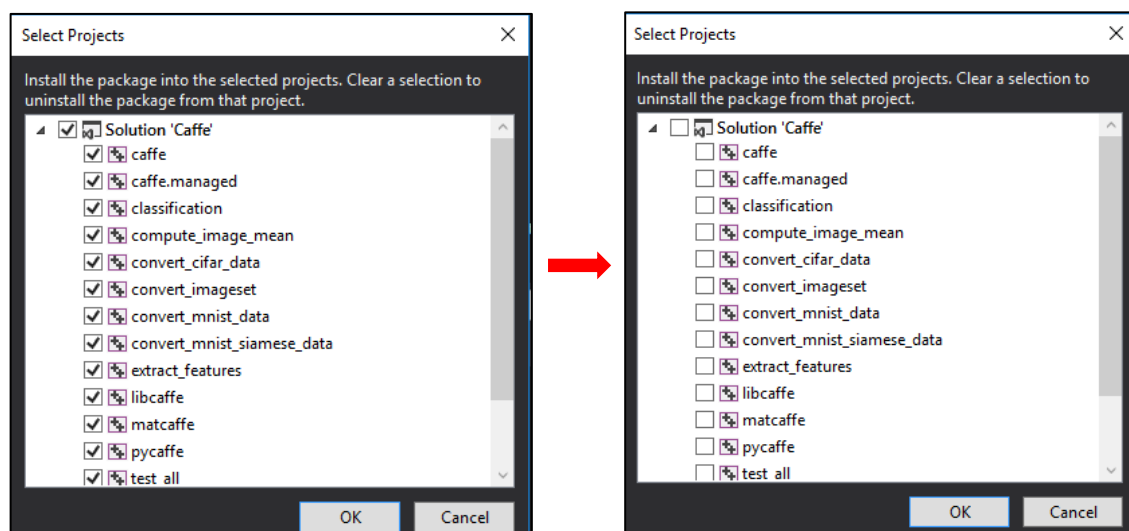 Select Projects
Install the package into the selected projects. Clear a selection to
uninstall the package from that project.
Solution 'Caffe'
caffe
caffe.managed
classification
compute_image_mean
convert_cifar_data
convert_imageset
convert_mnist_data
convert_mnist_siamese_data
extract_features
libcaffe
matcaffe
pycaffe
test_all
OK Cancel
Select Projects
Install the package into the selected projects. Clear a selection to
uninstall the package from that project.
Solution 'Caffe'
caffe
caffe.managed
classification
compute_image_mean
convert_cifar_data
convert_imageset
convert_mnist_data
convert_mnist_siamese_data
extract_features
libcaffe
matcaffe
pycaffe
test_all
OK Cancel